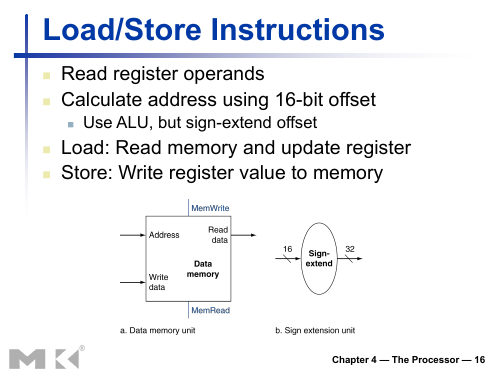 Load/Store Instructions
Read register operands
Calculate address using 16-bit offset
Use ALU, but sign-extend offset
Load: Read memory and update register
Store: Write register value to memory
MemWrite
Address
Read
data
Data
memory
Write
data
MemRead
a. Data memory unit
16
Sign-
extend
32
b. Sign extension unit
MK®
Chapter 4 — The Processor — 16